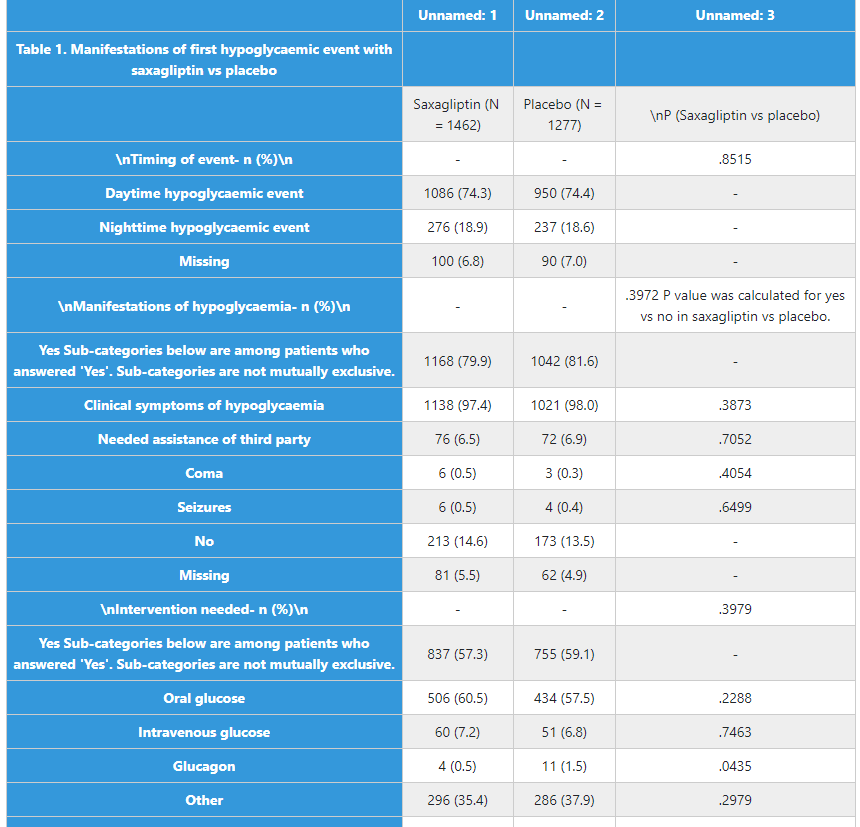 Unnamed: 1 Unnamed: 2 Unnamed: 3
Table 1. Manifestations of first hypoglycaemic event with
saxagliptin vs placebo
Saxagliptin (N
= 1462) Placebo (N =
1277) \nP (Saxagliptin vs placebo)
\nTiming of event- n (%)\n - - .8515
Daytime hypoglycaemic event 1086 (74.3) 950 (74.4) -
Nighttime hypoglycaemic event 276 (18.9) 237 (18.6) -
Missing 100 (6.8) 90 (7.0) -
\nManifestations of hypoglycaemia- n (%)\n - - .3972 P value was calculated for yes
vs no in saxagliptin vs placebo.
Yes Sub-categories below are among patients who
answered 'Yes'. Sub-categories are not mutually exclusive. 1168 (79.9) 1042 (81.6) -
Clinical symptoms of hypoglycaemia 1138 (97.4) 1021 (98.0) .3873
Needed assistance of third party 76 (6.5) 72 (6.9) .7052
Coma 6 (0.5) 3 (0.3) .4054
Seizures 6 (0.5) 4 (0.4) .6499
No 213 (14.6) 173 (13.5) -
Missing 81 (5.5) 62 (4.9) -
\nIntervention needed- n (%)\n - - .3979
Yes Sub-categories below are among patients who
answered 'Yes'. Sub-categories are not mutually exclusive. 837 (57.3) 755 (59.1) -
Oral glucose 506 (60.5) 434 (57.5) .2288
Intravenous glucose 60 (7.2) 51 (6.8) .7463
Glucagon 4 (0.5) 11 (1.5) .0435
Other 296 (35.4) 286 (37.9) .2979